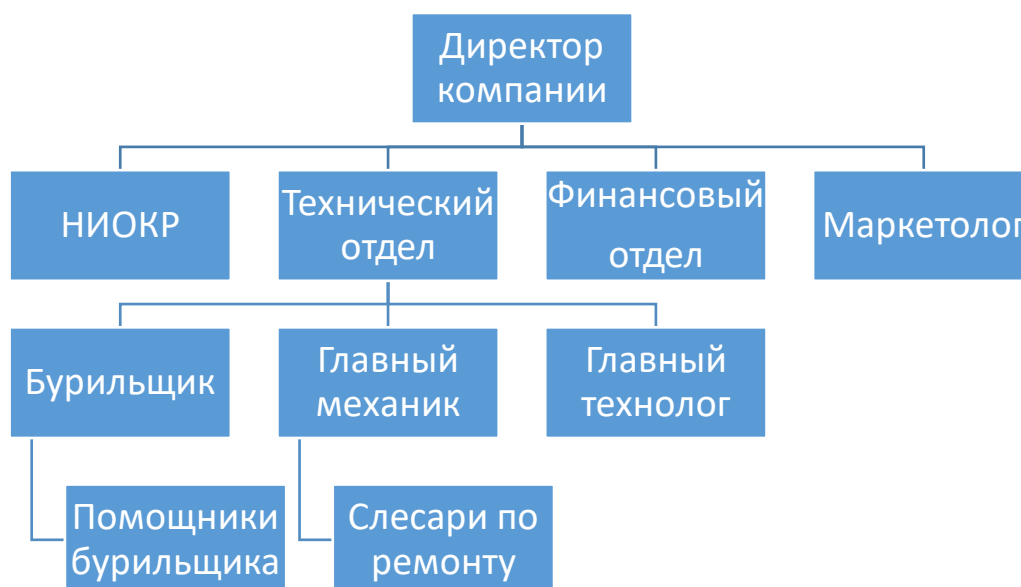 Директор
компании
НИОКР
Технический
отдел
Финансовый
отдел
Маркетолог
Бурильщик
Главный
механик
Главный
технолог
Помощники
бурильщика
Слесари по
ремонту